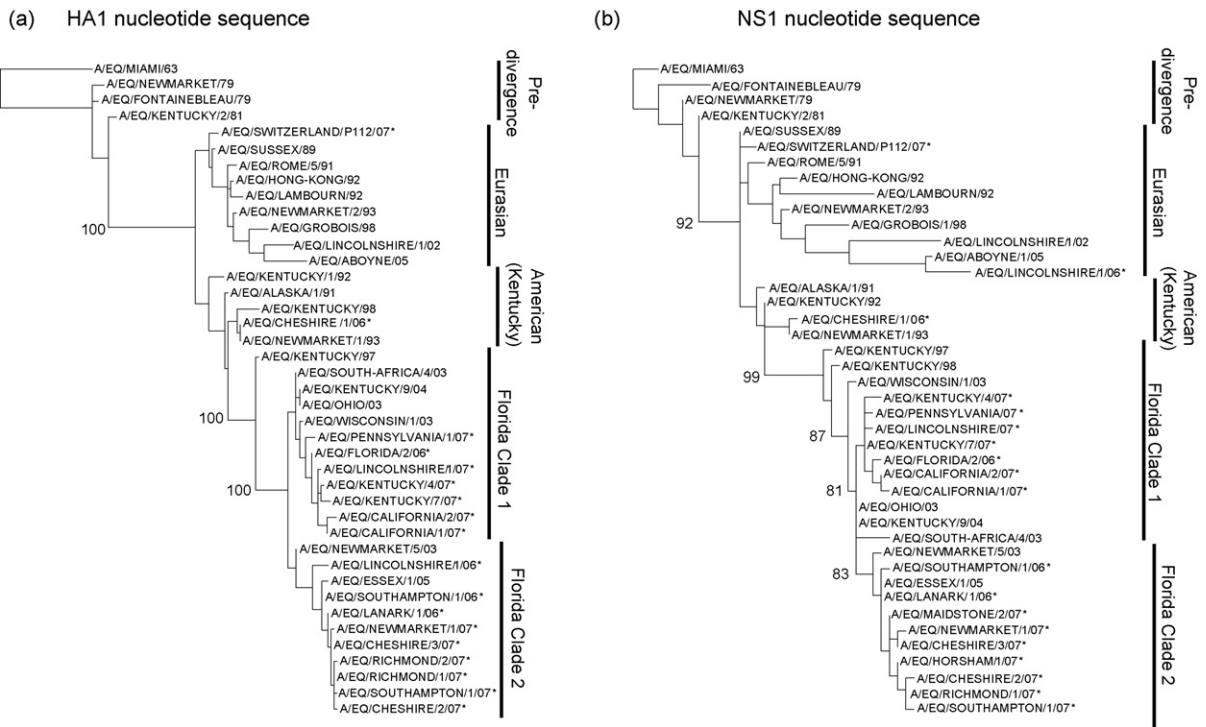 (a) HA1 nucleotide sequence
A/EQ/MIAMI/63
A/EQ/NEWMARKET/79
A/EQ/FONTAINEBLEAU/79
A/EQ/KENTUCKY/2/81
A/EQ/SWITZERLAND/P112/07*
A/EQ/SUSSEX/89
A/EQ/ROME/5/91
A/EQ/HONG-KONG/92
A/EQ/LAMBOURN/92
A/EQ/NEWMARKET/2/93
A/EQ/GROBOIS/98
A/EQ/LINCOLNSHIRE/1/02
A/EQ/ABOYNE/05
A/EQ/KENTUCKY/1/92
A/EQ/ALASKA/1/91
A/EQ/KENTUCKY/98
A/EQ/CHESHIRE /1/06*
A/EQ/NEWMARKET/1/93
A/EQ/KENTUCKY/97
A/EQ/SOUTH-AFRICA/4/03
A/EQ/KENTUCKY/9/04
A/EQ/OHIO/03
A/EQ/WISCONSIN/1/03
A/EQ/PENNSYLVANIA/1/07*
A/EQ/FLORIDA/2/06*
A/EQ/LINCOLNSHIRE/1/07*
A/EQ/KENTUCKY/4/07*
A/EQ/KENTUCKY/7/07*
A/EQ/CALIFORNIA/2/07*
A/EQ/CALIFORNIA/1/07*
A/EQ/NEWMARKET/5/03
A/EQ/LINCOLNSHIRE/1/06*
A/EQ/ESSEX/1/05
A/EQ/SOUTHAMPTON/1/06*
A/EQ/LANARK/1/06*
A/EQ/NEWMARKET/1/07*
A/EQ/CHESHIRE/3/07*
A/EQ/RICHMOND/2/07*
A/EQ/RICHMOND/1/07*
A/EQ/SOUTHAMPTON/1/07*
A/EQ/CHESHIRE/2/07*
100
100
100
Pre-
divergence
Eurasian
American
(Kentucky)
Florida Clade 1
Florida Clade 2
(b) NS1 nucleotide sequence
A/EQ/MIAMI/63
A/EQ/FONTAINEBLEAU/79
A/EQ/NEWMARKET/79
A/EQ/KENTUCKY/2/81
A/EQ/SUSSEX/89
A/EQ/SWITZERLAND/P112/07*
A/EQ/ROME/5/91
A/EQ/HONG-KONG/92
A/EQ/LAMBOURN/92
A/EQ/NEWMARKET/2/93
A/EQ/GROBOIS/1/98
A/EQ/LINCOLNSHIRE/1/02
A/EQ/ABOYNE/1/05
A/EQ/LINCOLNSHIRE/1/06*
A/EQ/ALASKA/1/91
A/EQ/KENTUCKY/92
A/EQ/CHESHIRE/1/06*
A/EQ/NEWMARKET/1/93
A/EQ/KENTUCKY/97
A/EQ/KENTUCKY/98
A/EQ/WISCONSIN/1/03
A/EQ/KENTUCKY/4/07*
A/EQ/PENNSYLVANIA/07*
A/EQ/LINCOLNSHIRE/07*
A/EQ/KENTUCKY/7/07*
A/EQ/FLORIDA/2/06*
A/EQ/CALIFORNIA/2/07*
A/EQ/CALIFORNIA/1/07*
A/EQ/OHIO/03
A/EQ/KENTUCKY/9/04
A/EQ/SOUTH-AFRICA/4/03
A/EQ/NEWMARKET/5/03
A/EQ/SOUTHAMPTON/1/06*
A/EQ/ESSEX/1/05
A/EQ/LANARK/1/06*
A/EQ/MAIDSTONE/2/07*
A/EQ/NEWMARKET/1/07*
A/EQ/CHESHIRE/3/07*
A/EQ/HORSHAM/1/07*
A/EQ/CHESHIRE/2/07*
A/EQ/RICHMOND/1/07*
A/EQ/SOUTHAMPTON/1/07*
92
99
87
81
83
Pre-
divergence
Eurasian
American
(Kentucky)
Florida Clade 1
Florida Clade 2